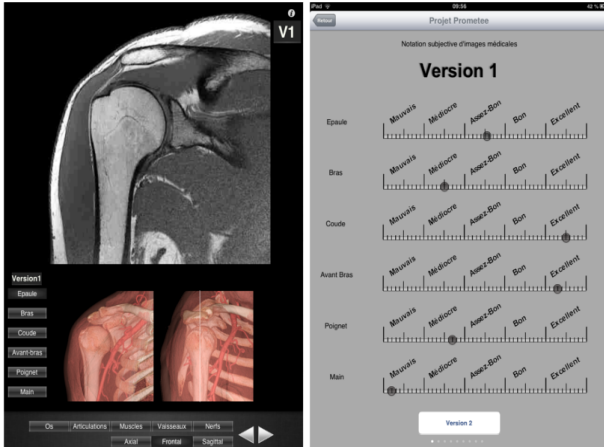 V1
Version1
Epaule
Bras
Coude
Avant-bras
Poignet
Main
Os Articulations Muscles Vaisseaux Nerfs
Axial Frontal Sagittal
iPad 09:56 42 %
Retour Projet Prometee
Notation subjective d'images médicales
Version 1
Epaule Mauvais Médiocre Assez-Bon Bon Excellent
Bras Mauvais Médiocre Assez-Bon Bon Excellent
Coude Mauvais Médiocre Assez-Bon Bon Excellent
Avant Bras Mauvais Médiocre Assez-Bon Bon Excellent
Poignet Mauvais Médiocre Assez-Bon Bon Excellent
Main Mauvais Médiocre Assez-Bon Bon Excellent
Version 2